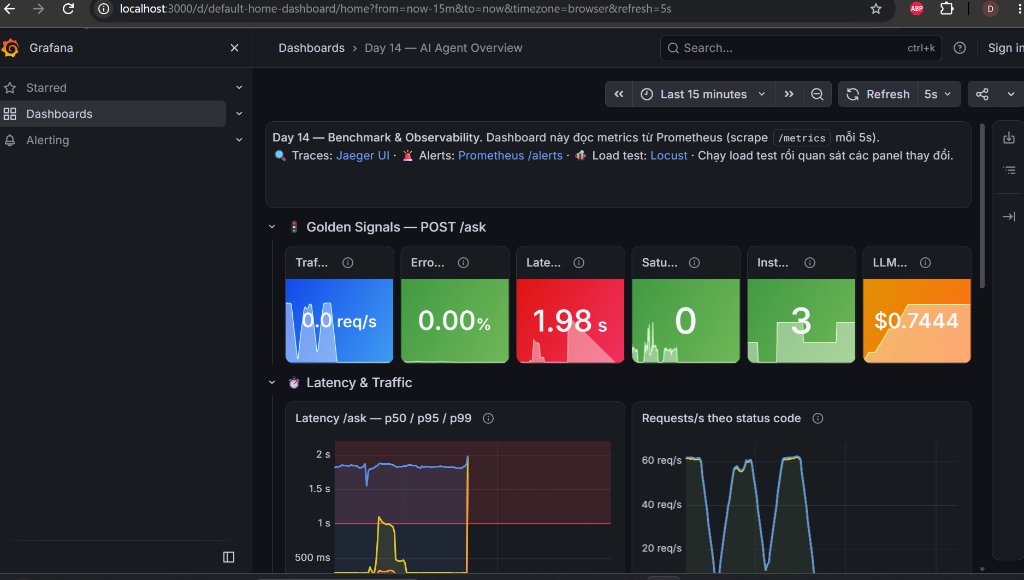 localhost:3000/d/default-home-dashboard/home?from=now-15m&to=now&timezone=browser&refresh=5s
ABP
D
Grafana
Dashboards › Day 14 — AI Agent Overview
Search...
ctrl+k
Sign in
Starred
Dashboards
Alerting
Last 15 minutes
Refresh
5s
Day 14 — Benchmark & Observability. Dashboard này đọc metrics từ Prometheus (scrape /metrics mỗi 5s).
Traces: Jaeger UI · Alerts: Prometheus /alerts · Load test: Locust · Chạy load test rồi quan sát các panel thay đổi.
Golden Signals — POST /ask
Traf...
Erro...
Late...
Satu...
Inst...
LLM...
0.0 req/s
0.00%
1.98 s
0
3
$0.7444
Latency & Traffic
Latency /ask — p50 / p95 / p99
2 s
1.5 s
1 s
500 ms
Requests/s theo status code
60 req/s
40 req/s
20 req/s